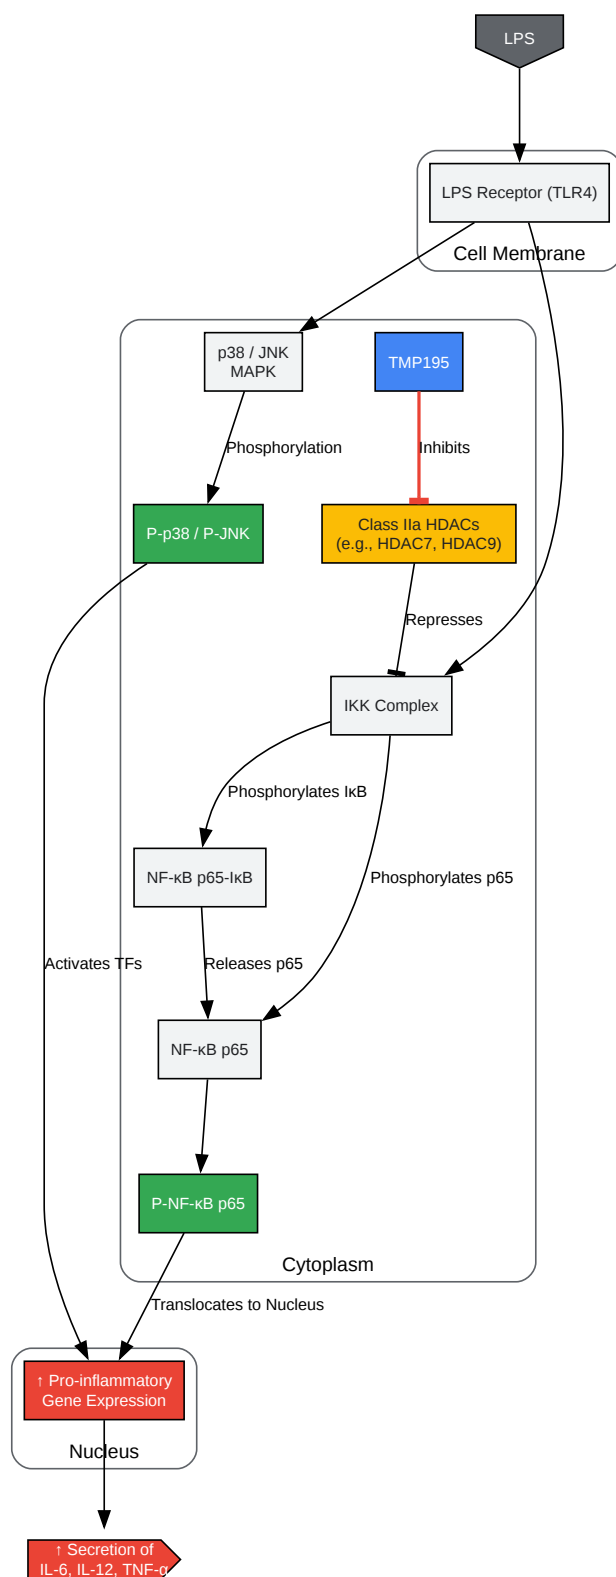 LPS
LPS Receptor (TLR4)
Cell Membrane
p38 / JNK
MAPK
TMP195
Phosphorylation
Inhibits
P-p38 / P-JNK
Class IIa HDACs
(e.g., HDAC7, HDAC9)
Represses
IKK Complex
Phosphorylates IκB
NF-κB p65-IκB
Phosphorylates p65
Activates TFs
Releases p65
NF-κB p65
P-NF-κB p65
Cytoplasm
Translocates to Nucleus
↑ Pro-inflammatory
Gene Expression
Nucleus
↑ Secretion of
IL-6, IL-12, TNF-α